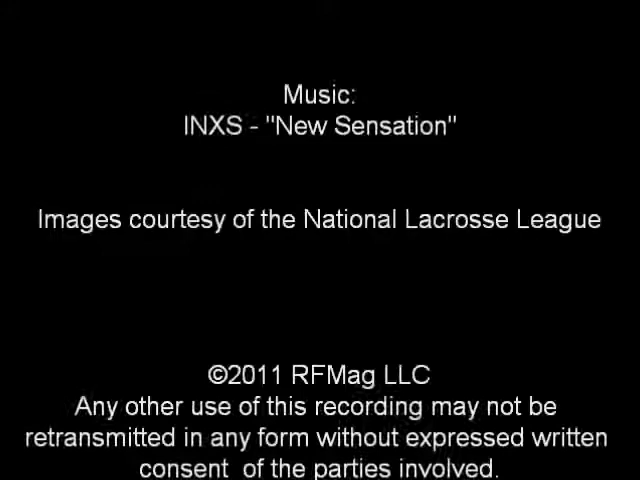 Music:
INXS - "New Sensation"
Images courtesy of the National Lacrosse League
©2011 RFMag LLC
Any other use of this recording may not be
retransmitted in any form without expressed written
consent  of the parties involved.